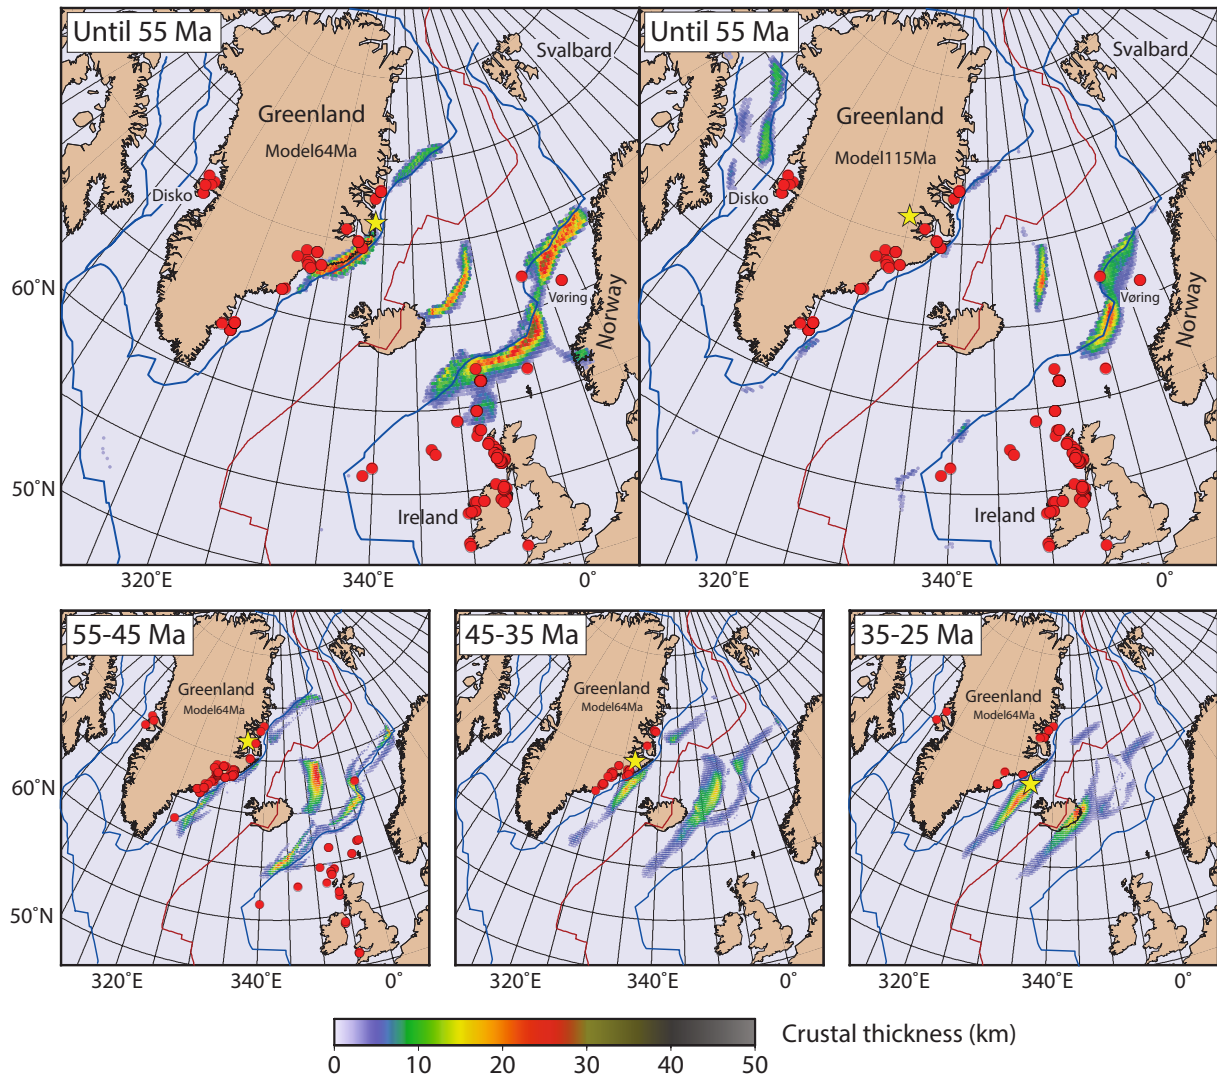 Until 55 Ma
Svalbard
Greenland
Model64Ma
Disko
60°N
Vøring
Norway
50°N
Ireland
320°E
340°E
0°
Until 55 Ma
Svalbard
Greenland
Model115Ma
Disko
Vøring
Norway
Ireland
320°E
340°E
0°
55-45 Ma
Greenland
Model64Ma
60°N
50°N
320°E
340°E
0°
45-35 Ma
Greenland
Model64Ma
320°E
340°E
0°
35-25 Ma
Greenland
Model64Ma
320°E
340°E
0°
Crustal thickness (km)
0 10 20 30 40 50